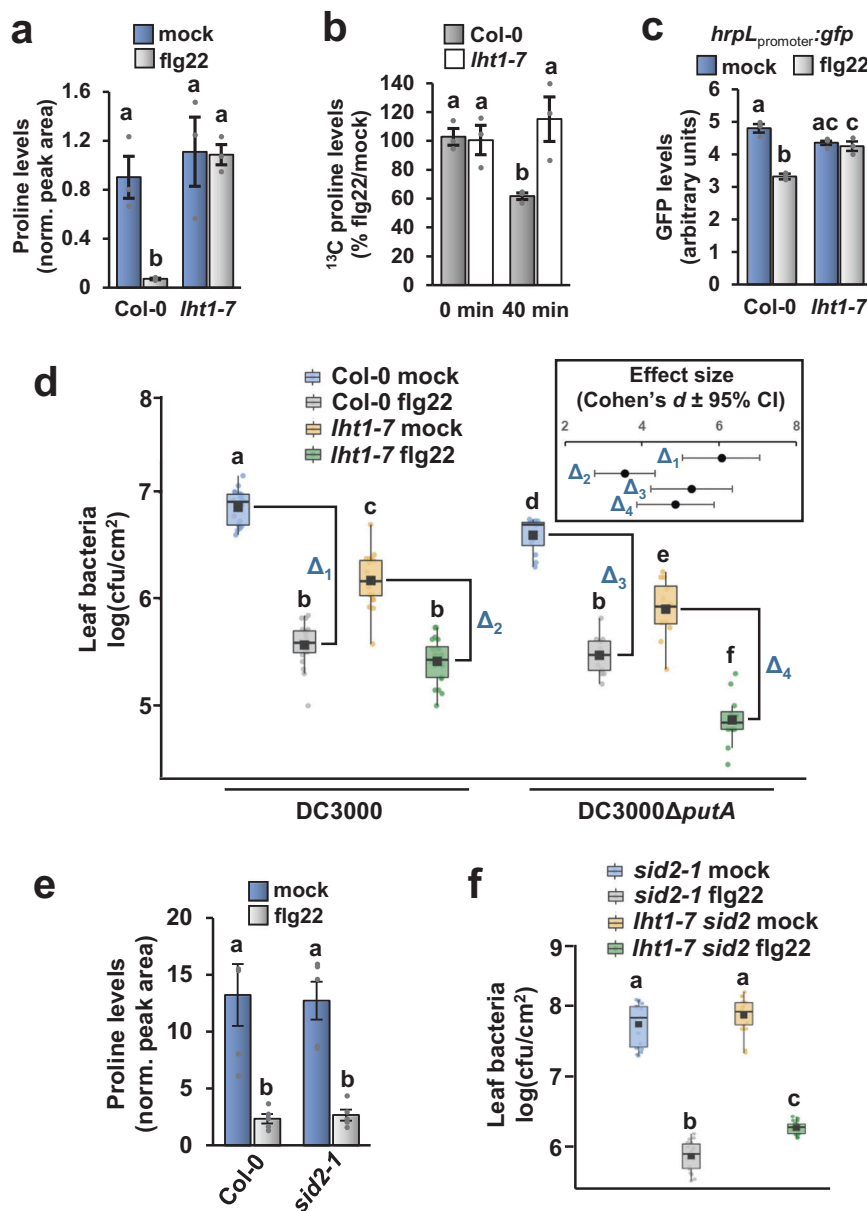 a
mock
flg22
Proline levels
(norm. peak area)
1.6
1.2
0.8
0.4
0
a
b
a
a
Col-0
lht1-7
b
Col-0
lht1-7
¹³C proline levels
(% flg22/mock)
140
120
100
80
60
40
20
0
a
a
b
a
0 min
40 min
c
hrpLpromoter:gfp
mock
flg22
GFP levels
(arbitrary units)
6
5
4
3
2
1
0
a
b
ac
c
Col-0
lht1-7
d
Col-0 mock
Col-0 flg22
lht1-7 mock
lht1-7 flg22
Leaf bacteria
log(cfu/cm²)
8
7
6
5
a
b
c
b
d
b
e
f
Δ₁
Δ₂
Δ₃
Δ₄
DC3000
DC3000ΔputA
Effect size
(Cohen's d ± 95% CI)
2
4
6
8
Δ₁
Δ₂
Δ₃
Δ₄
e
mock
flg22
Proline levels
(norm. peak area)
20
15
10
5
0
a
b
a
b
Col-0
sid2-1
f
sid2-1 mock
sid2-1 flg22
lht1-7 sid2 mock
lht1-7 sid2 flg22
Leaf bacteria
log(cfu/cm²)
9
8
7
6
a
b
a
c